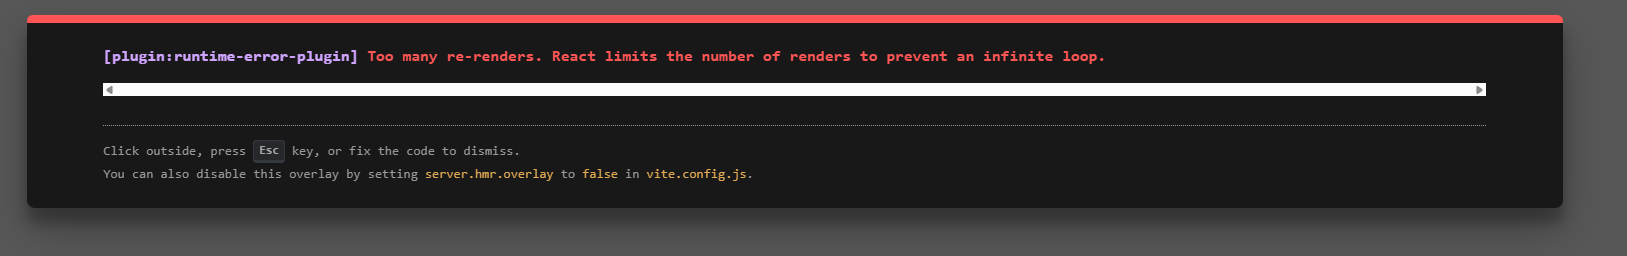 [plugin:runtime-error-plugin] Too many re-renders. React limits the number of renders to prevent an infinite loop.
Click outside, press Esc key, or fix the code to dismiss.
You can also disable this overlay by setting server.hmr.overlay to false in vite.config.js.